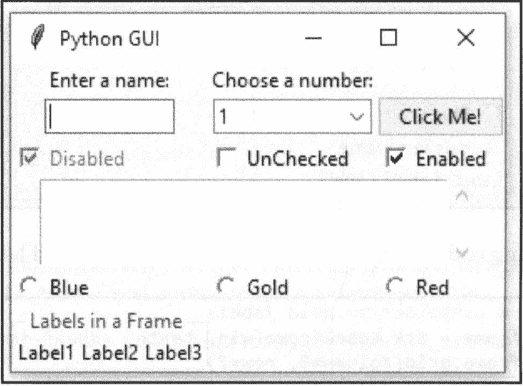 Python GUI
Enter a name: Choose a number:
1 Click Me!
Disabled UnChecked Enabled
Blue Gold Red
Labels in a Frame
Label1 Label2 Label3